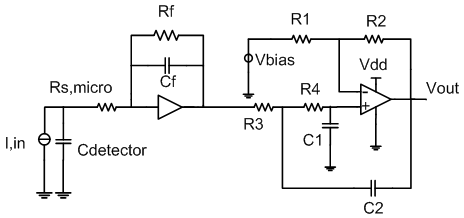 Rf
R1
R2
Cf
Vbias
Vdd
Rs,micro
R4
Vout
−
+
R3
I,in
Cdetector
C1
C2